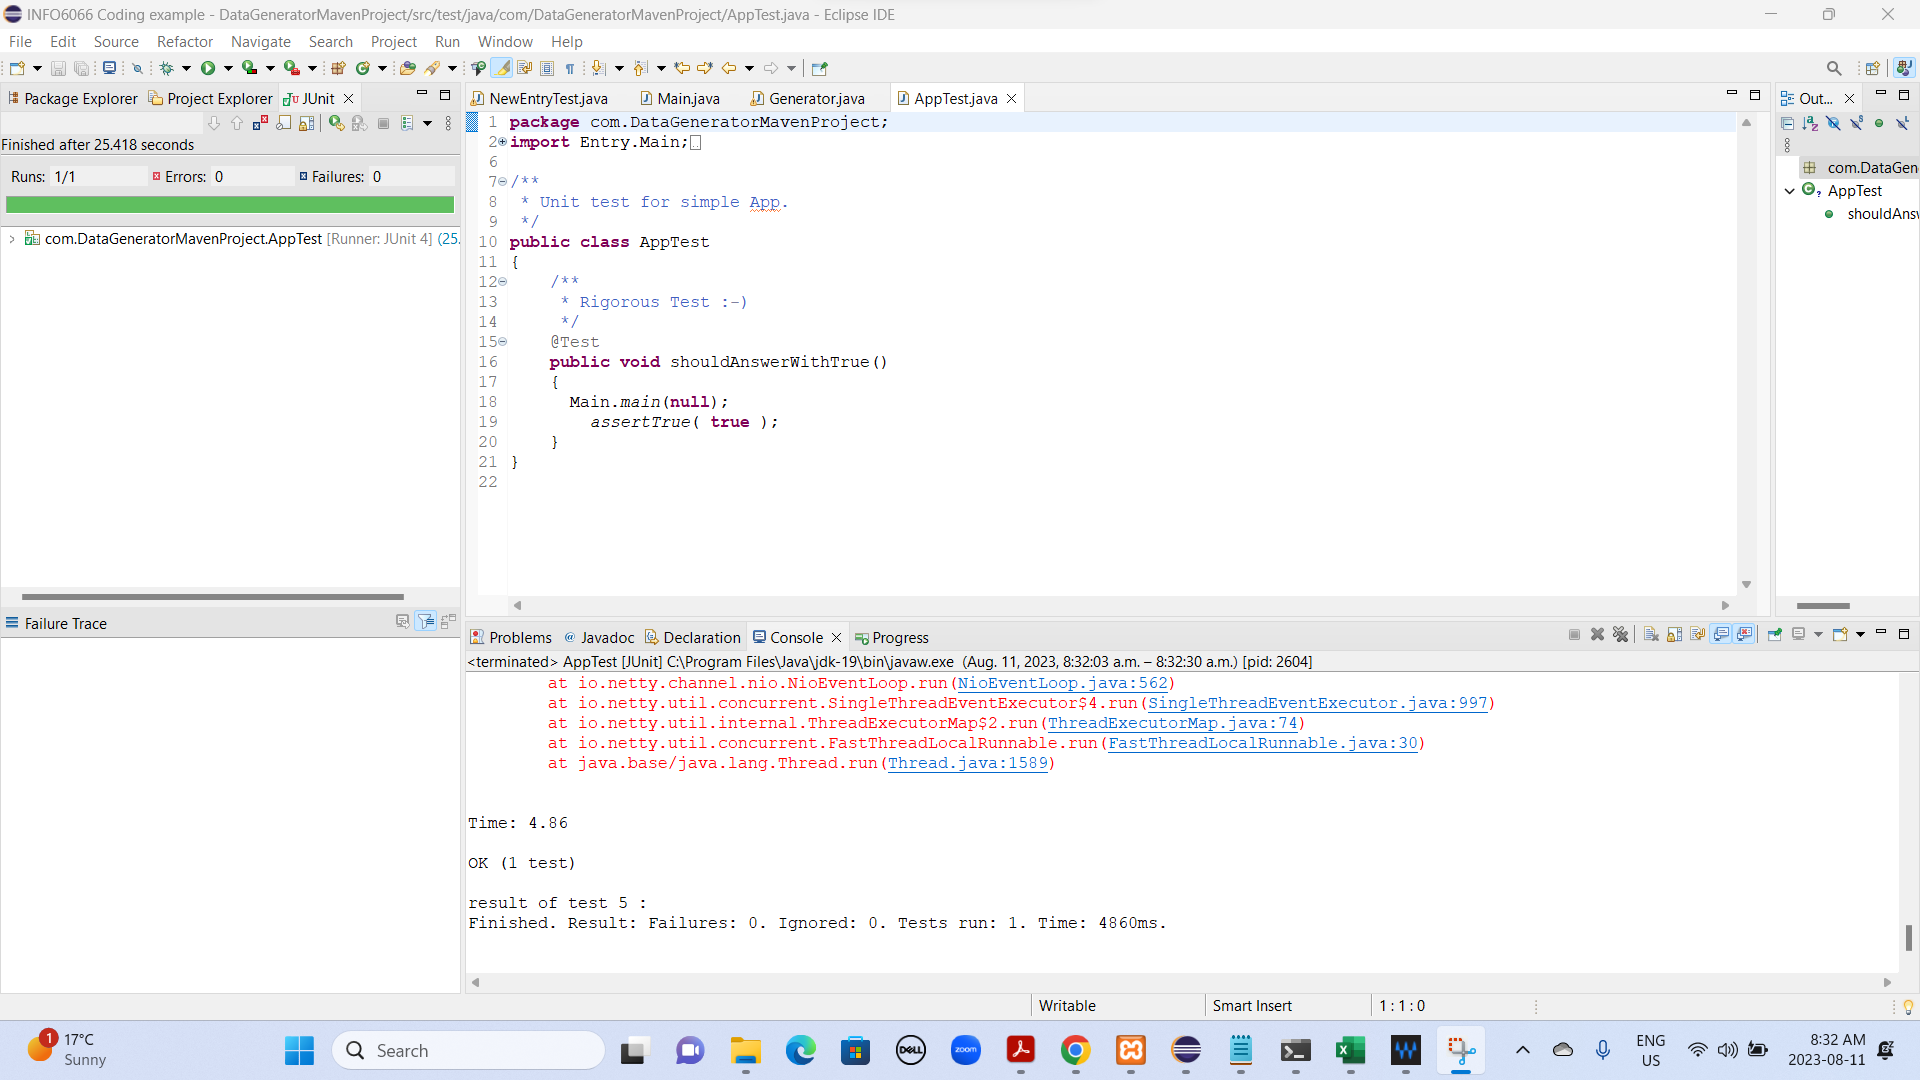 INFO6066 Coding example - DataGeneratorMavenProject/src/test/java/com/DataGeneratorMavenProject/AppTest.java - Eclipse IDE
File Edit Source Refactor Navigate Search Project Run Window Help
Package Explorer Project Explorer JUnit
Finished after 25.418 seconds
Runs: 1/1 Errors: 0 Failures: 0
com.DataGeneratorMavenProject.AppTest [Runner: JUnit 4] (25.
Failure Trace
NewEntryTest.java Main.java Generator.java AppTest.java
1 package com.DataGeneratorMavenProject;
2 import Entry.Main;
6
7 /**
8 * Unit test for simple App.
9 */
10 public class AppTest
11 {
12 /**
13 * Rigorous Test :-)
14 */
15 @Test
16 public void shouldAnswerWithTrue()
17 {
18 Main.main(null);
19 assertTrue( true );
20 }
21 }
22
Out...
com.DataGen
AppTest
shouldAns
Problems Javadoc Declaration Console Progress
<terminated> AppTest [JUnit] C:\Program Files\Java\jdk-19\bin\javaw.exe (Aug. 11, 2023, 8:32:03 a.m. – 8:32:30 a.m.) [pid: 2604]
at io.netty.channel.nio.NioEventLoop.run(NioEventLoop.java:562)
at io.netty.util.concurrent.SingleThreadEventExecutor$4.run(SingleThreadEventExecutor.java:997)
at io.netty.util.internal.ThreadExecutorMap$2.run(ThreadExecutorMap.java:74)
at io.netty.util.concurrent.FastThreadLocalRunnable.run(FastThreadLocalRunnable.java:30)
at java.base/java.lang.Thread.run(Thread.java:1589)
Time: 4.86
OK (1 test)
result of test 5 :
Finished. Result: Failures: 0. Ignored: 0. Tests run: 1. Time: 4860ms.
Writable Smart Insert 1 : 1 : 0
1
17°C
Sunny
Search
DELL
zoom
ENG
US
8:32 AM
2023-08-11